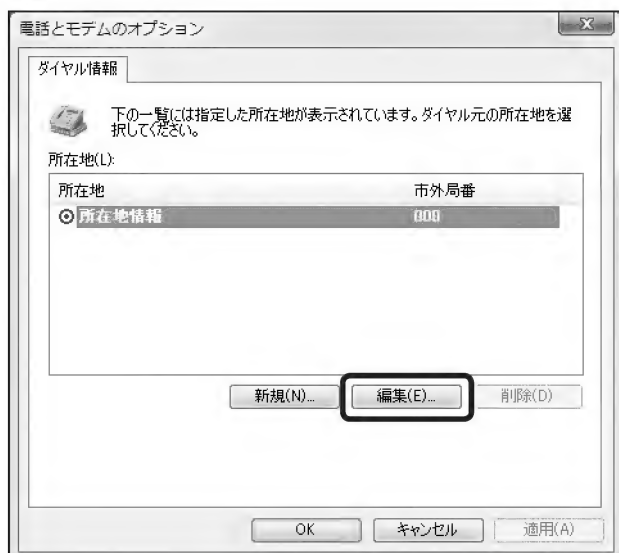 電話とモデムのオプション
ダイヤル情報
下の一覧には指定した所在地が表示されています。ダイヤル元の所在地を選
択してください。
所在地(L):
所在地 市外局番
所在地情報 000
新規(N)... 編集(E)... 削除(D)
OK キャンセル 適用(A)